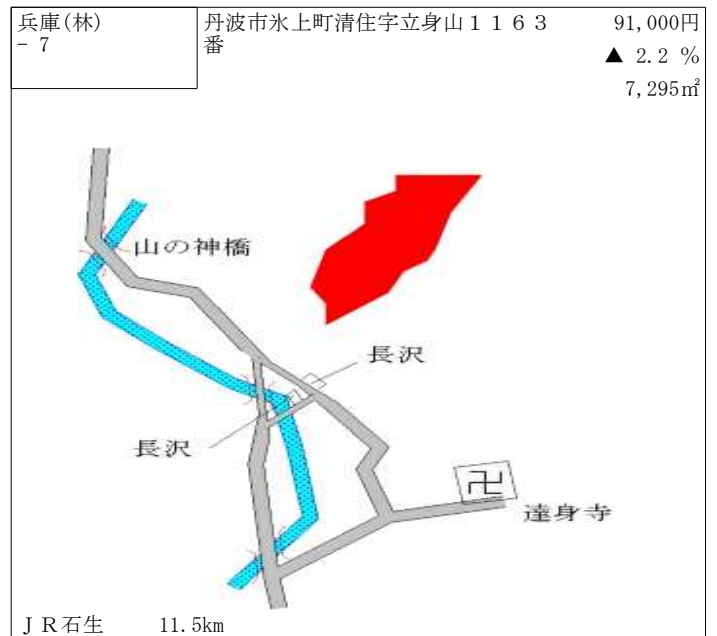 兵庫(林)
- 7
丹波市氷上町清住字立身山１１６３
番
91,000円
▲ 2.2 %
7,295㎡
山の神橋
長沢
長沢
卍
達身寺
ＪＲ石生　　11.5km